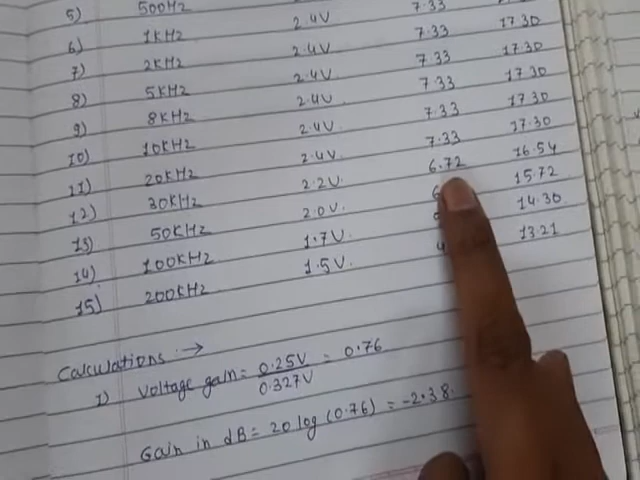 5) 500HZ
6) 1KHZ 2.4V 7.33
7) 2KHZ 2.4V 7.33 17.30
8) 5KHZ 2.4V 7.33 17.30
9) 8KHZ 2.4V 7.33 17.30
10) 10KHZ 2.4V 7.33 17.30
11) 20KHZ 2.4V 7.33 17.30
12) 30KHZ 2.2V 6.72 16.54
13) 50KHZ 2.0V 15.72
14) 100KHZ 1.7V 14.30
15) 200KHZ 1.5V 13.21
Calculations :→
1) Voltage gain = 0.25V / 0.327V = 0.76
Gain in dB = 20 log (0.76) = -2.38.